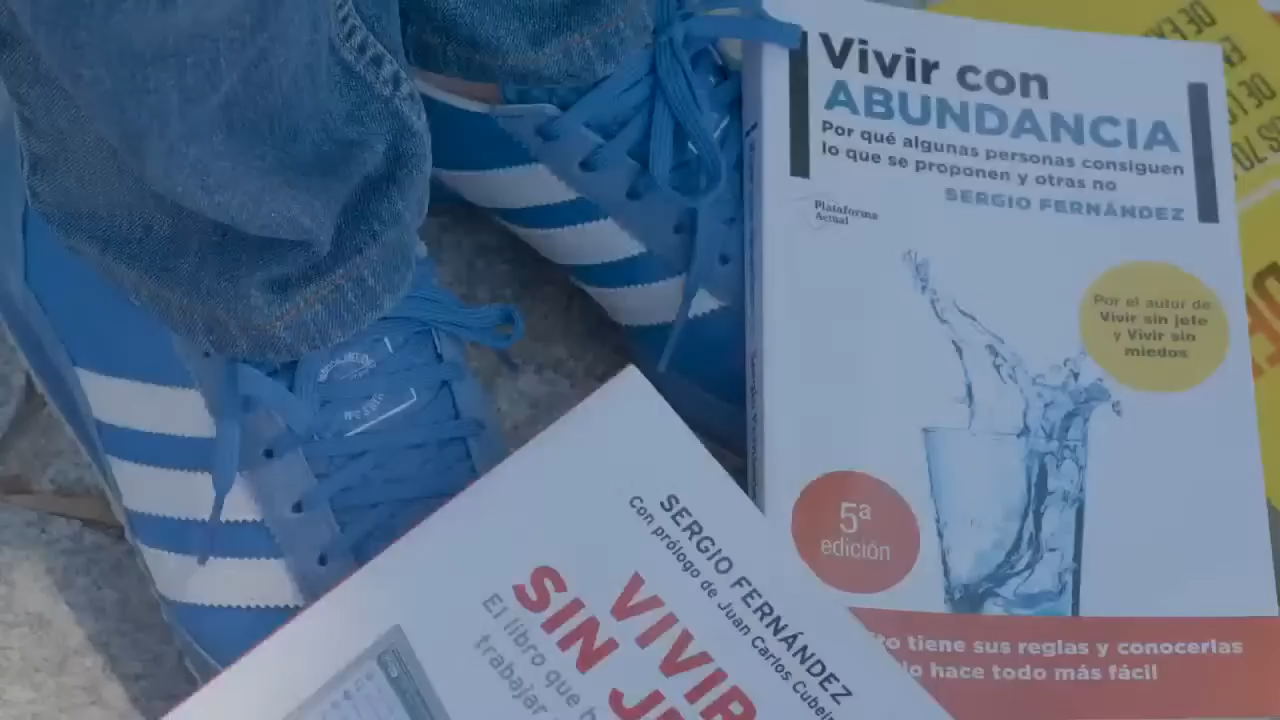 Vivir con
ABUNDANCIA
Por qué algunas personas consiguen
lo que se proponen y otras no
SERGIO FERNÁNDEZ
Plataforma
Actual
Por el autor de
Vivir sin jefe
y Vivir sin
miedos
5ª
edición
tiene sus reglas y conocerlas
hace todo más fácil
SERGIO FERNÁNDEZ
Con prólogo de Juan Carlos
VIVIR
SIN
El libro que
trabajar